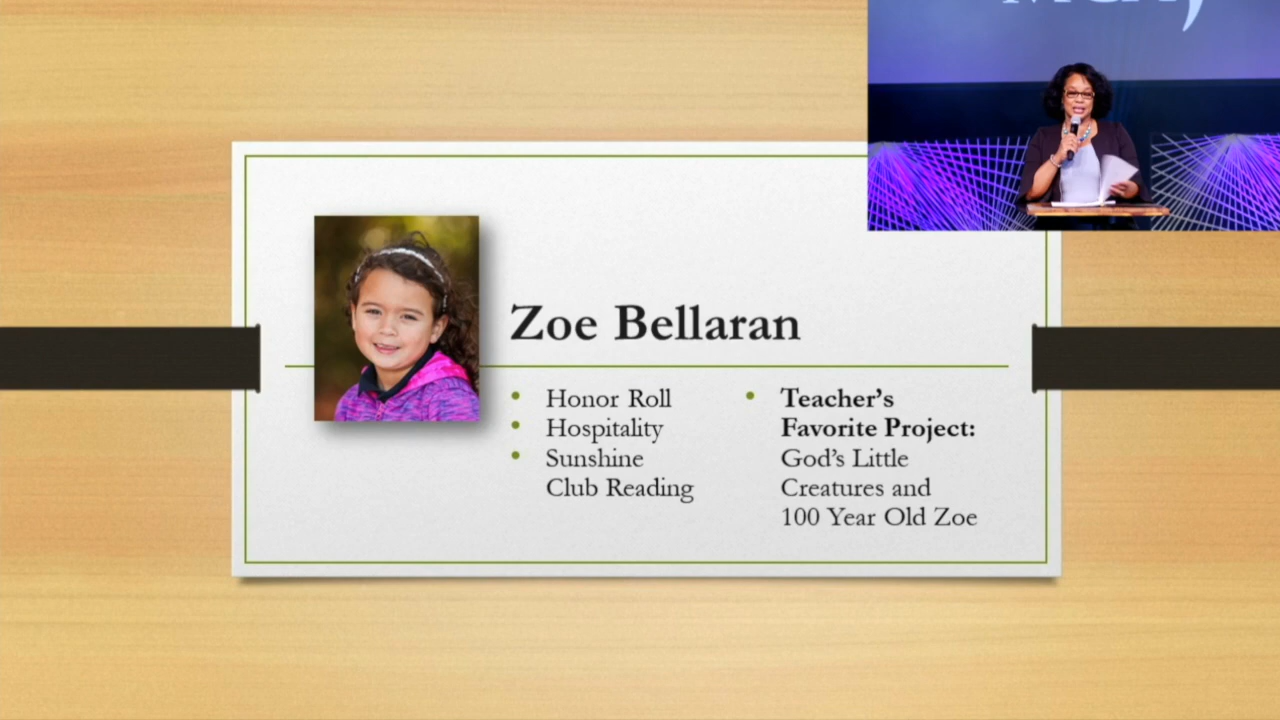 Zoe Bellaran
Honor Roll
Hospitality
Sunshine
Club Reading
Teacher's
Favorite Project:
God's Little
Creatures and
100 Year Old Zoe